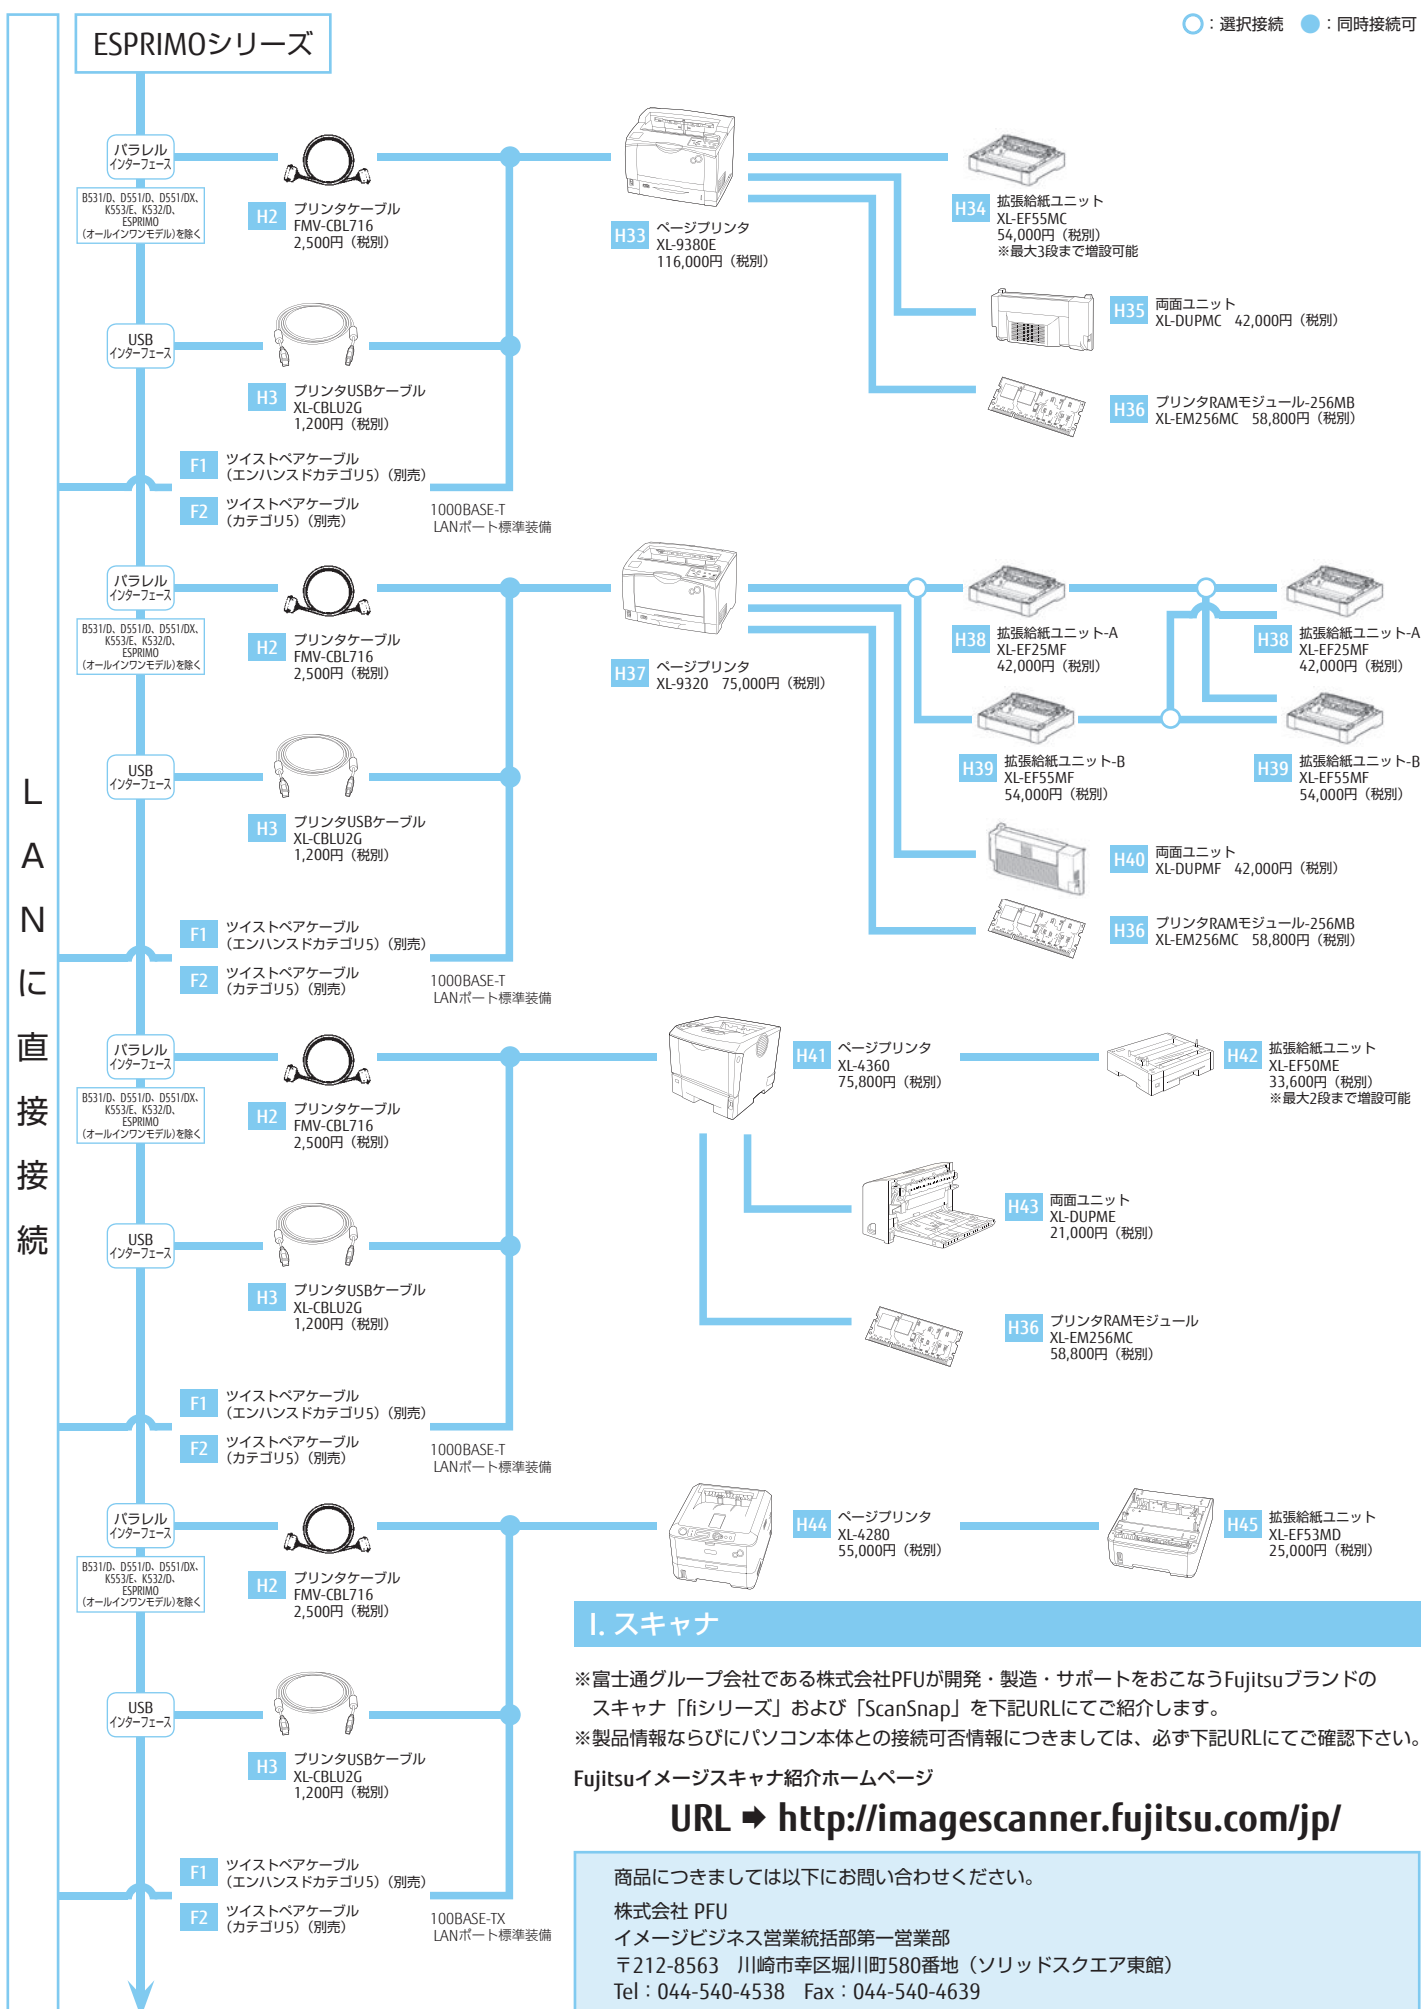 ○：選択接続　●：同時接続可
ESPRIMOシリーズ
LANに直接接続
パラレル
インターフェース
B531/D、D551/D、D551/DX、
K553/E、K532/D、
ESPRIMO
（オールインワンモデル）を除く
H2 プリンタケーブル
FMV-CBL716
2,500円（税別）
USB
インターフェース
H3 プリンタUSBケーブル
XL-CBLU2G
1,200円（税別）
F1 ツイストペアケーブル
（エンハンスドカテゴリ5）（別売）
F2 ツイストペアケーブル
（カテゴリ5）（別売）
1000BASE-T
LANポート標準装備
H33 ページプリンタ
XL-9380E
116,000円（税別）
H34 拡張給紙ユニット
XL-EF55MC
54,000円（税別）
※最大3段まで増設可能
H35 両面ユニット
XL-DUPMC　42,000円（税別）
H36 プリンタRAMモジュール-256MB
XL-EM256MC　58,800円（税別）
パラレル
インターフェース
B531/D、D551/D、D551/DX、
K553/E、K532/D、
ESPRIMO
（オールインワンモデル）を除く
H2 プリンタケーブル
FMV-CBL716
2,500円（税別）
USB
インターフェース
H3 プリンタUSBケーブル
XL-CBLU2G
1,200円（税別）
F1 ツイストペアケーブル
（エンハンスドカテゴリ5）（別売）
F2 ツイストペアケーブル
（カテゴリ5）（別売）
1000BASE-T
LANポート標準装備
H37 ページプリンタ
XL-9320　75,000円（税別）
H38 拡張給紙ユニット-A
XL-EF25MF
42,000円（税別）
H38 拡張給紙ユニット-A
XL-EF25MF
42,000円（税別）
H39 拡張給紙ユニット-B
XL-EF55MF
54,000円（税別）
H39 拡張給紙ユニット-B
XL-EF55MF
54,000円（税別）
H40 両面ユニット
XL-DUPMF　42,000円（税別）
H36 プリンタRAMモジュール-256MB
XL-EM256MC　58,800円（税別）
パラレル
インターフェース
B531/D、D551/D、D551/DX、
K553/E、K532/D、
ESPRIMO
（オールインワンモデル）を除く
H2 プリンタケーブル
FMV-CBL716
2,500円（税別）
USB
インターフェース
H3 プリンタUSBケーブル
XL-CBLU2G
1,200円（税別）
F1 ツイストペアケーブル
（エンハンスドカテゴリ5）（別売）
F2 ツイストペアケーブル
（カテゴリ5）（別売）
1000BASE-T
LANポート標準装備
H41 ページプリンタ
XL-4360
75,800円（税別）
H42 拡張給紙ユニット
XL-EF50ME
33,600円（税別）
※最大2段まで増設可能
H43 両面ユニット
XL-DUPME
21,000円（税別）
H36 プリンタRAMモジュール
XL-EM256MC
58,800円（税別）
パラレル
インターフェース
B531/D、D551/D、D551/DX、
K553/E、K532/D、
ESPRIMO
（オールインワンモデル）を除く
H2 プリンタケーブル
FMV-CBL716
2,500円（税別）
USB
インターフェース
H3 プリンタUSBケーブル
XL-CBLU2G
1,200円（税別）
F1 ツイストペアケーブル
（エンハンスドカテゴリ5）（別売）
F2 ツイストペアケーブル
（カテゴリ5）（別売）
100BASE-TX
LANポート標準装備
H44 ページプリンタ
XL-4280
55,000円（税別）
H45 拡張給紙ユニット
XL-EF53MD
25,000円（税別）
I. スキャナ
※富士通グループ会社である株式会社PFUが開発・製造・サポートをおこなうFujitsuブランドの
スキャナ「fiシリーズ」および「ScanSnap」を下記URLにてご紹介します。
※製品情報ならびにパソコン本体との接続可否情報につきましては、必ず下記URLにてご確認下さい。
Fujitsuイメージスキャナ紹介ホームページ
URL ➡ http://imagescanner.fujitsu.com/jp/
商品につきましては以下にお問い合わせください。
株式会社 PFU
イメージビジネス営業統括部第一営業部
〒212-8563　川崎市幸区堀川町580番地（ソリッドスクエア東館）
Tel：044-540-4538　Fax：044-540-4639